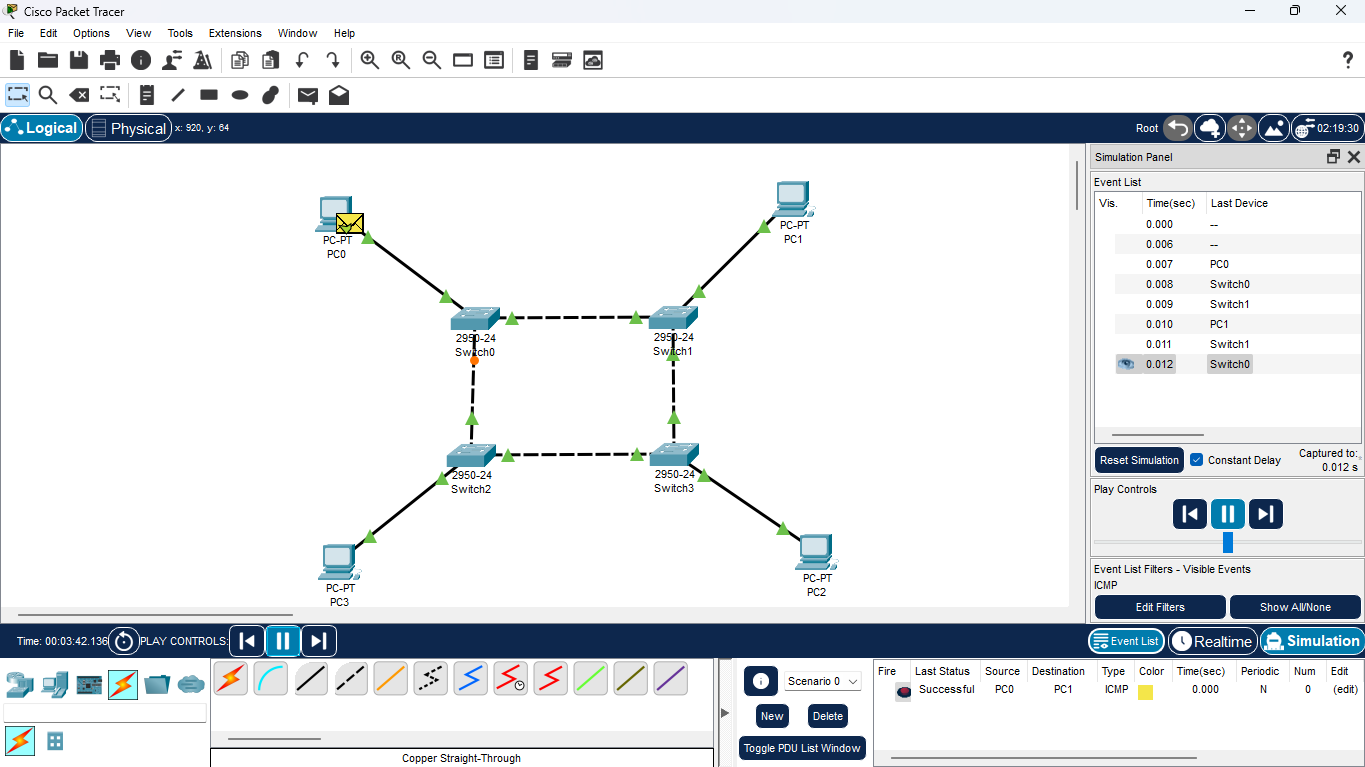 Cisco Packet Tracer
File Edit Options View Tools Extensions Window Help
Logical Physical x: 920, y: 64 Root 02:19:30
Simulation Panel
Event List
Vis. Time(sec) Last Device
0.000 --
0.006 --
0.007 PC0
0.008 Switch0
0.009 Switch1
0.010 PC1
0.011 Switch1
0.012 Switch0
Reset Simulation Constant Delay Captured to:
0.012 s
Play Controls
Event List Filters - Visible Events
ICMP
Edit Filters Show All/None
PC-PT
PC0
PC-PT
PC1
2950-24
Switch0
2950-24
Switch1
2950-24
Switch2
2950-24
Switch3
PC-PT
PC3
PC-PT
PC2
Time: 00:03:42.136 PLAY CONTROLS:
Event List Realtime Simulation
Scenario 0
New Delete
Toggle PDU List Window
Fire Last Status Source Destination Type Color Time(sec) Periodic Num Edit
Successful PC0 PC1 ICMP 0.000 N 0 (edit)
Copper Straight-Through